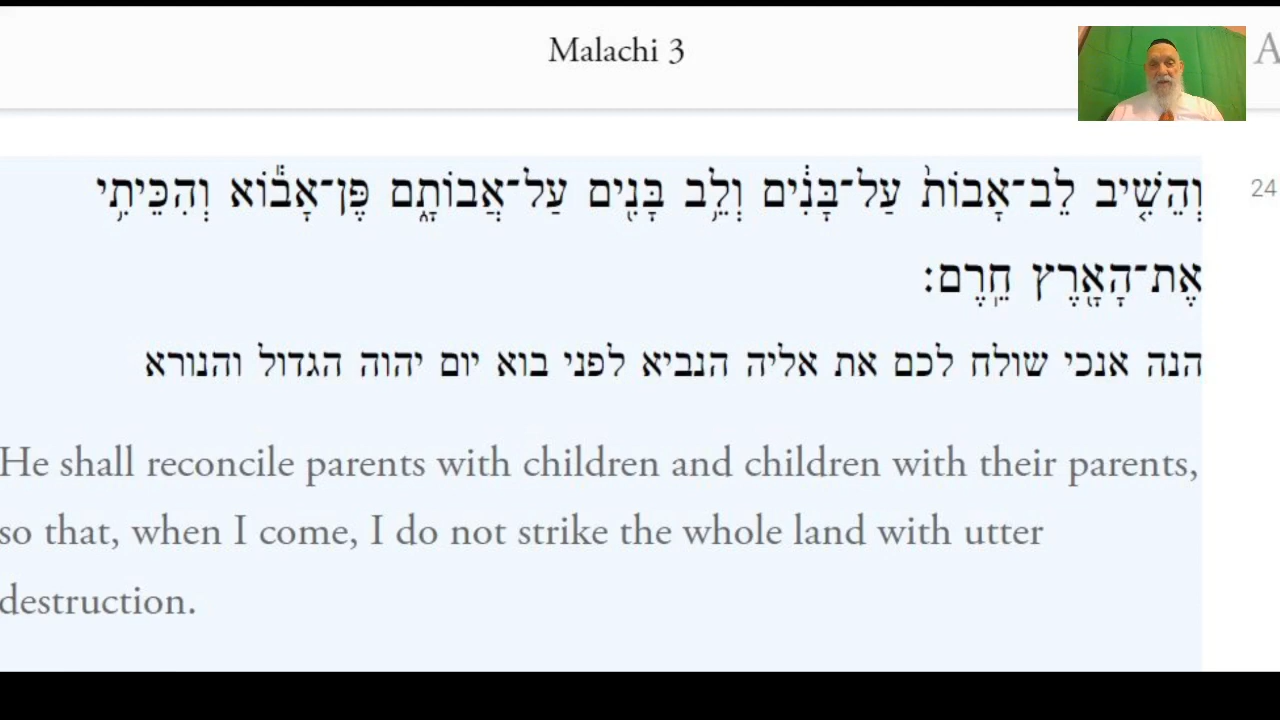 Malachi 3
A
וְהֵשִׁ֤יב לֵב־אָבוֹת֙ עַל־בָּנִ֔ים וְלֵ֥ב בָּנִ֖ים עַל־אֲבוֹתָ֑ם פֶּן־אָב֕וֹא וְהִכֵּיתִ֥י
24
אֶת־הָאָ֖רֶץ חֵֽרֶם׃
הנה אנכי שולח לכם את אליה הנביא לפני בוא יום יהוה הגדול והנורא
He shall reconcile parents with children and children with their parents,
so that, when I come, I do not strike the whole land with utter
destruction.